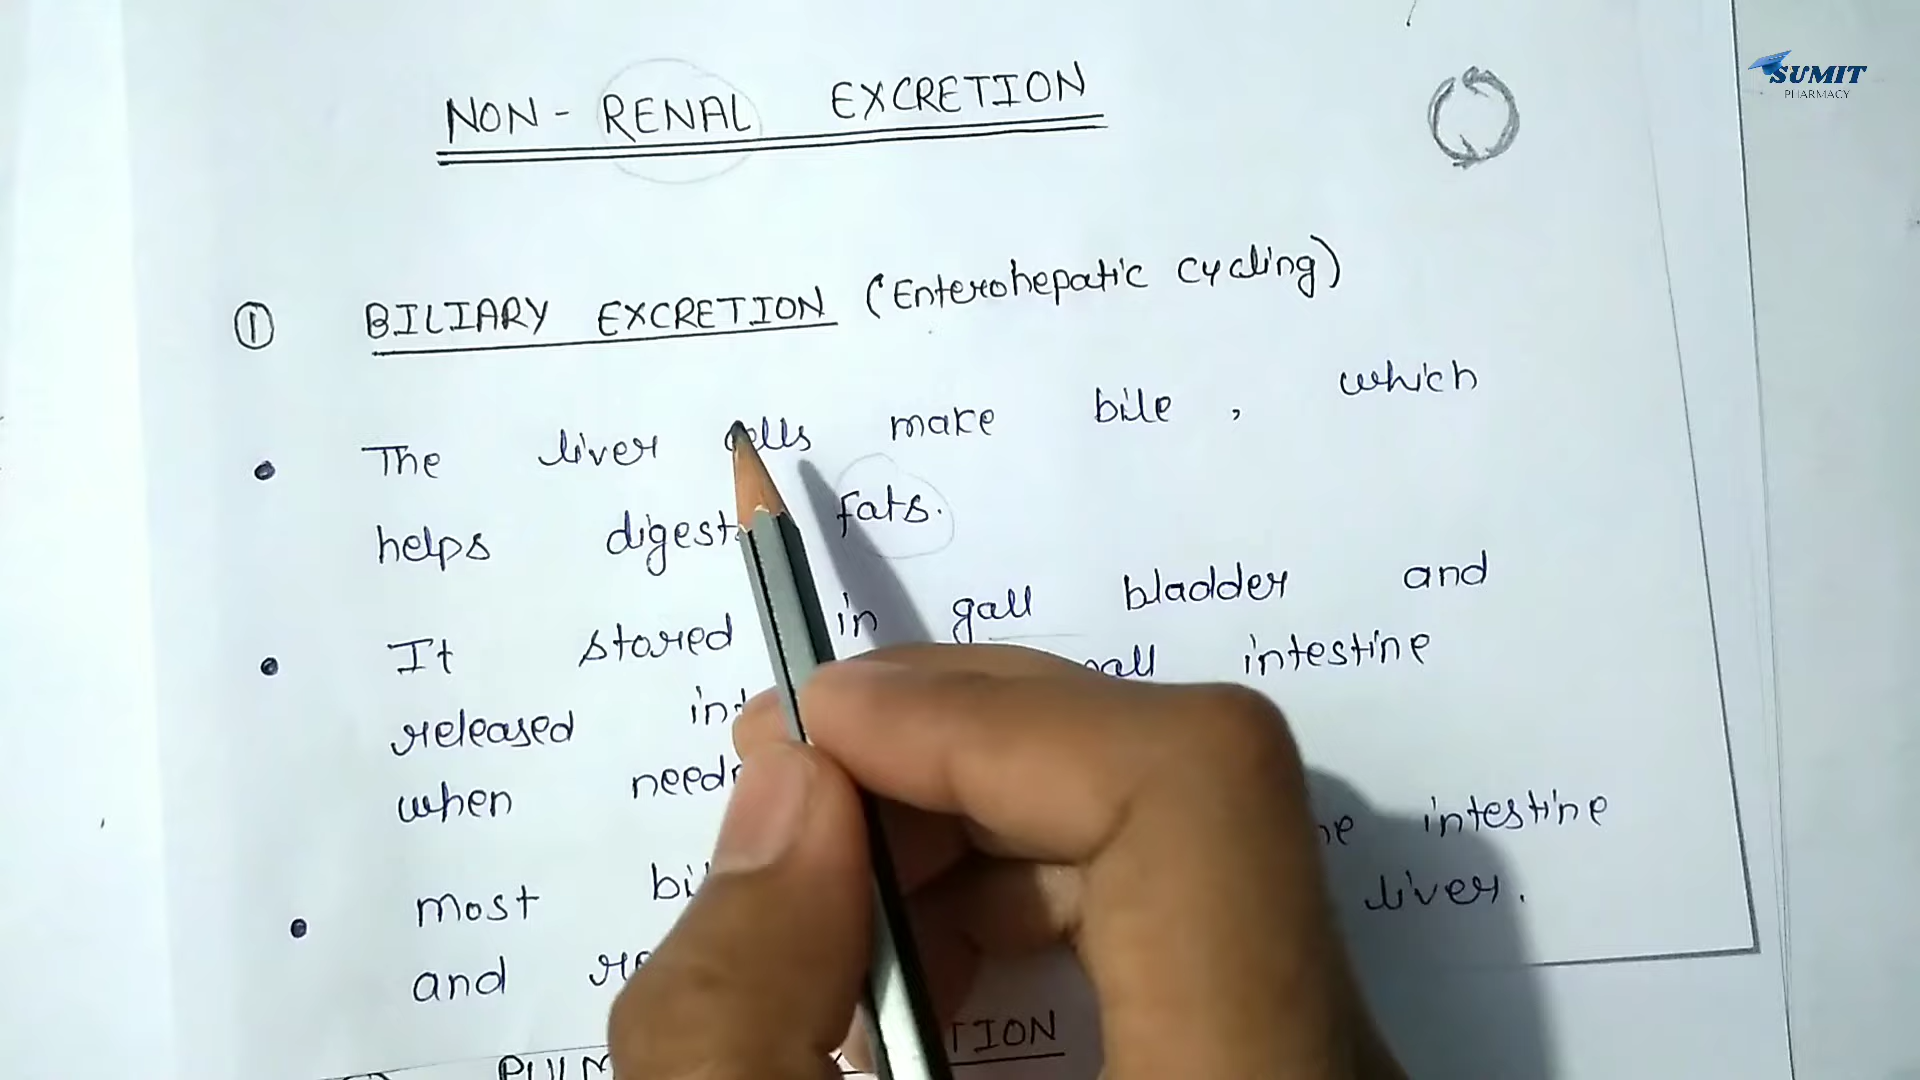 SUMIT
PHARMACY
NON-RENAL EXCRETION
① BILIARY EXCRETION (Enterohepatic cycling)
• The liver cells make bile, which
helps digest fats.
• It stored in gall bladder and
released intestine
when
• most intestine
and liver.